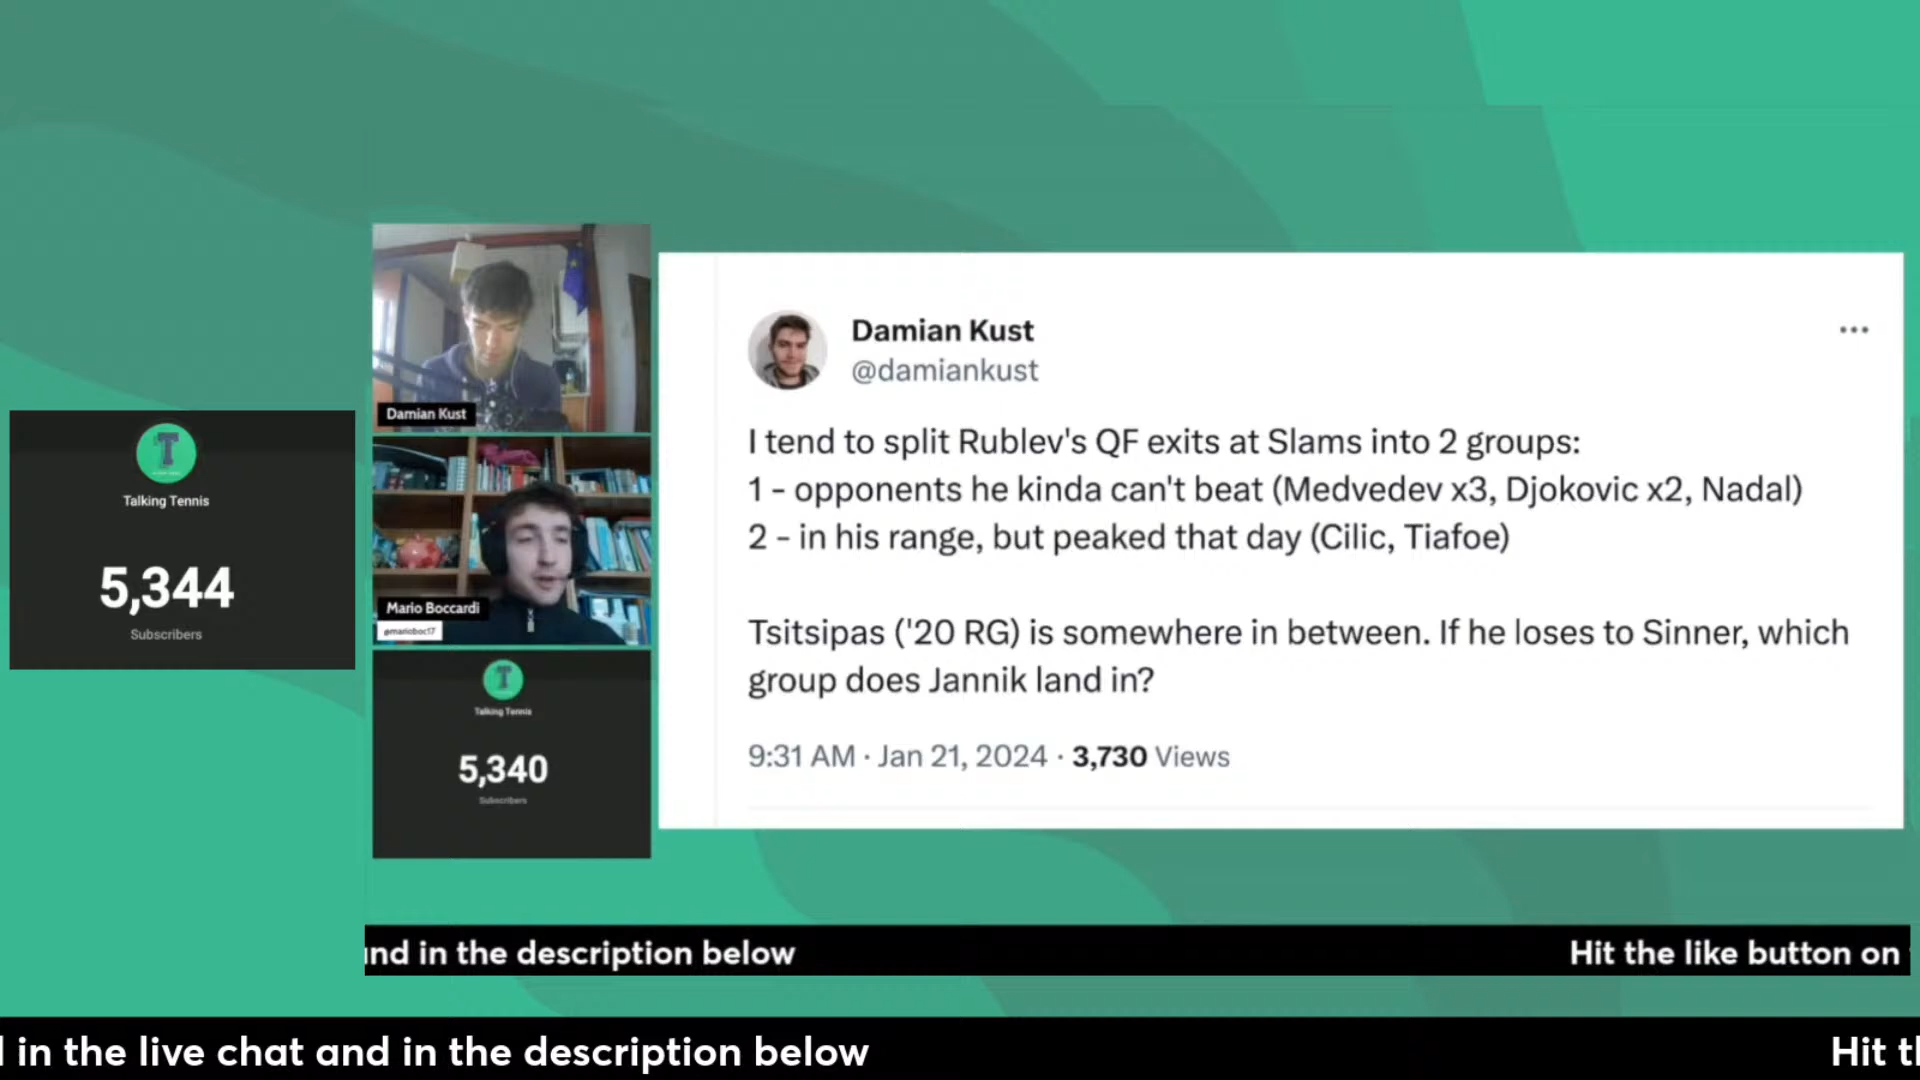 Talking Tennis
5,344
Subscribers
Damian Kust
Mario Boccardi
@marioboc17
Talking Tennis
5,340
Subscribers
Damian Kust
@damiankust
I tend to split Rublev's QF exits at Slams into 2 groups:
1 - opponents he kinda can't beat (Medvedev x3, Djokovic x2, Nadal)
2 - in his range, but peaked that day (Cilic, Tiafoe)
Tsitsipas ('20 RG) is somewhere in between. If he loses to Sinner, which
group does Jannik land in?
9:31 AM · Jan 21, 2024 · 3,730 Views
and in the description below
Hit the like button on
in the live chat and in the description below
Hit th